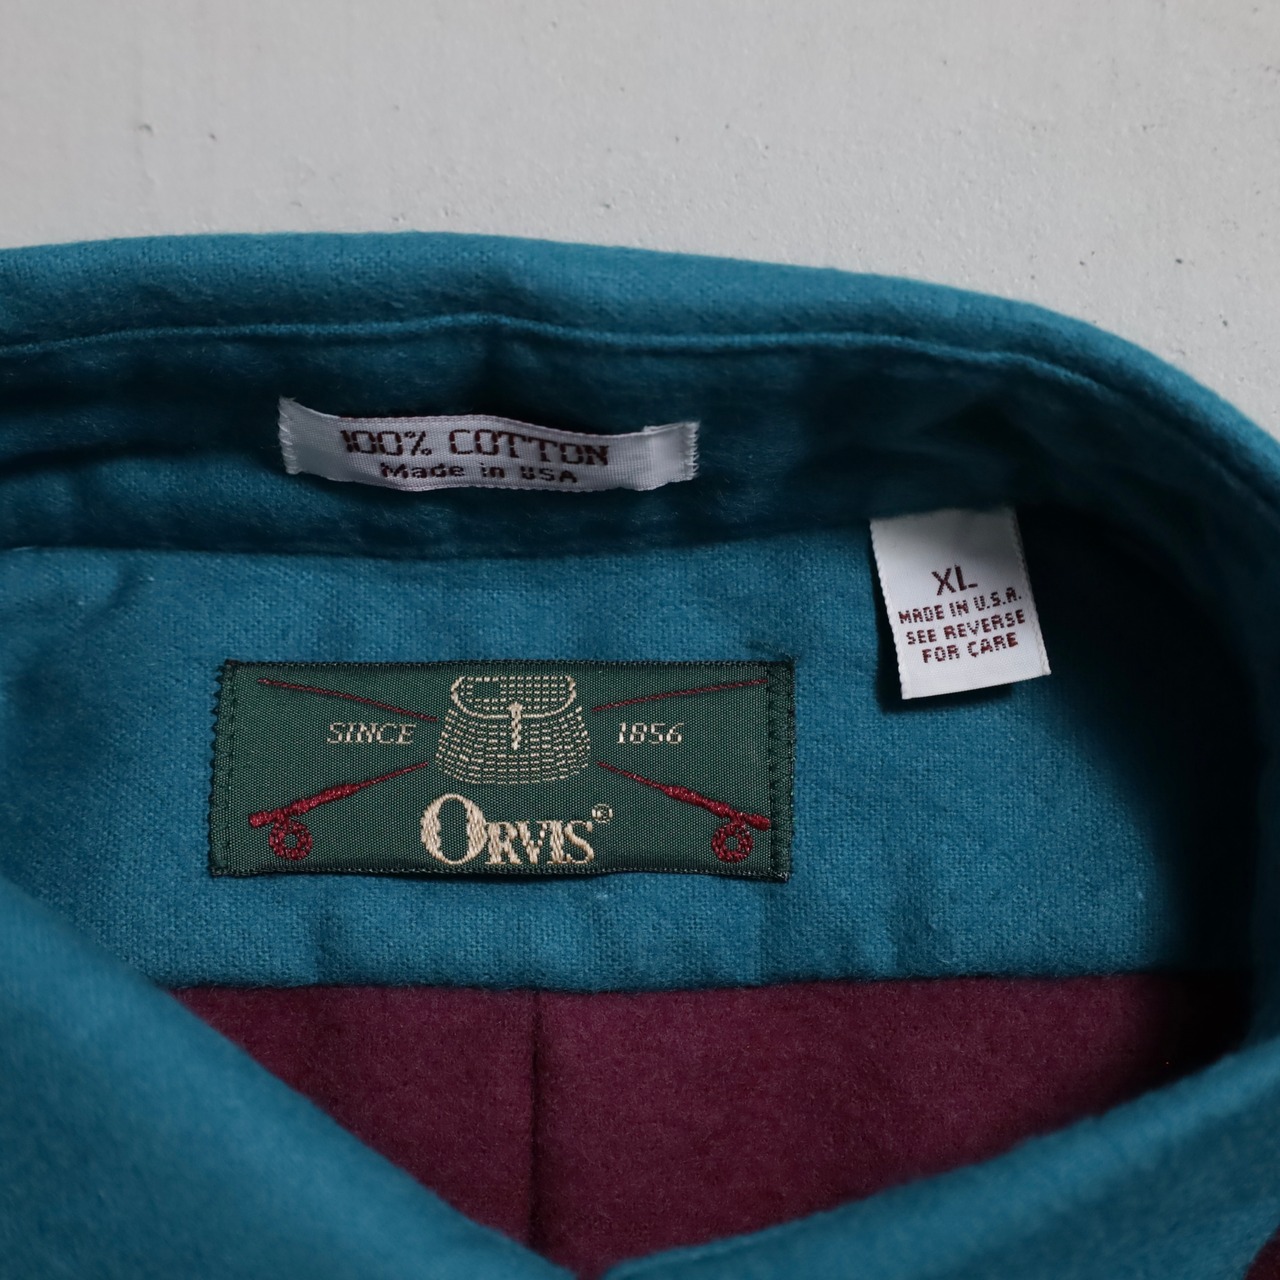 100% COTTON
Made in USA
XL
MADE IN U.S.A.
SEE REVERSE
FOR CARE
SINCE 1856
ORVIS®